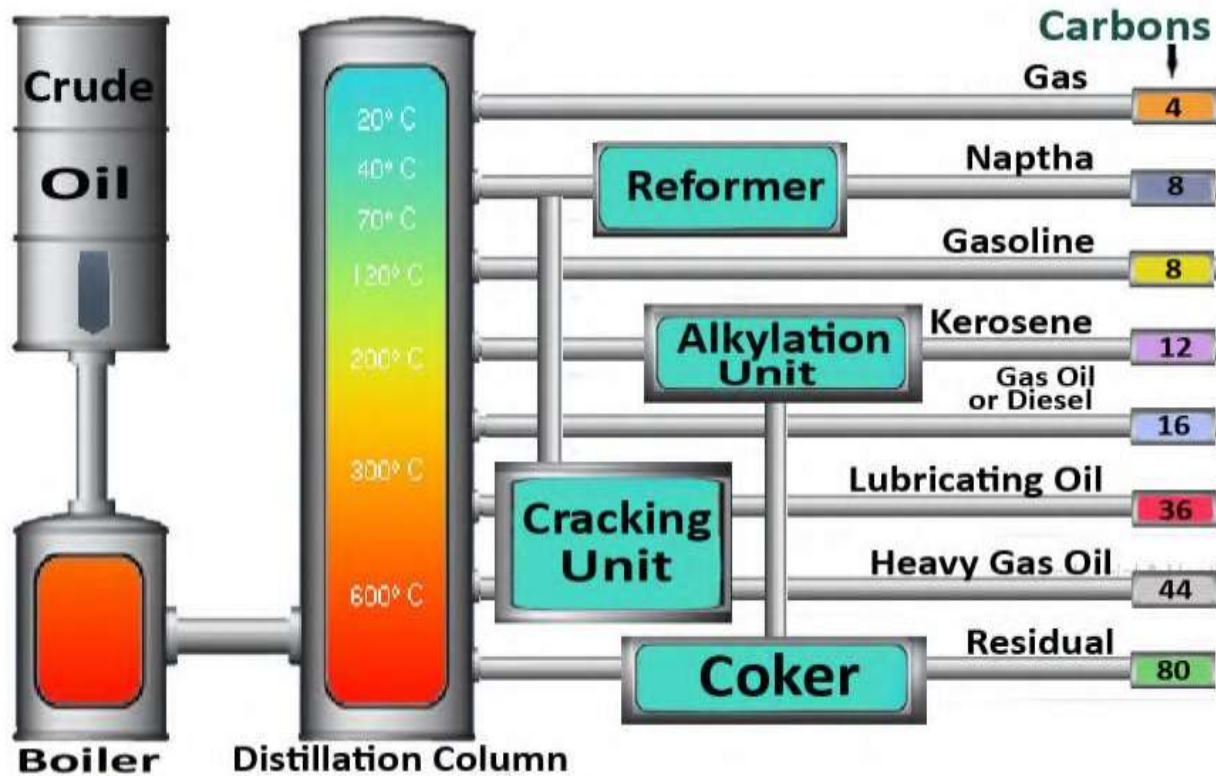 Carbons
Crude
Oil
Boiler
Distillation Column
20° C
40° C
70° C
120° C
200° C
300° C
600° C
Gas
4
Reformer
Naptha
8
Gasoline
8
Alkylation
Unit
Kerosene
12
Gas Oil
or Diesel
16
Cracking
Unit
Lubricating Oil
36
Heavy Gas Oil
44
Coker
Residual
80